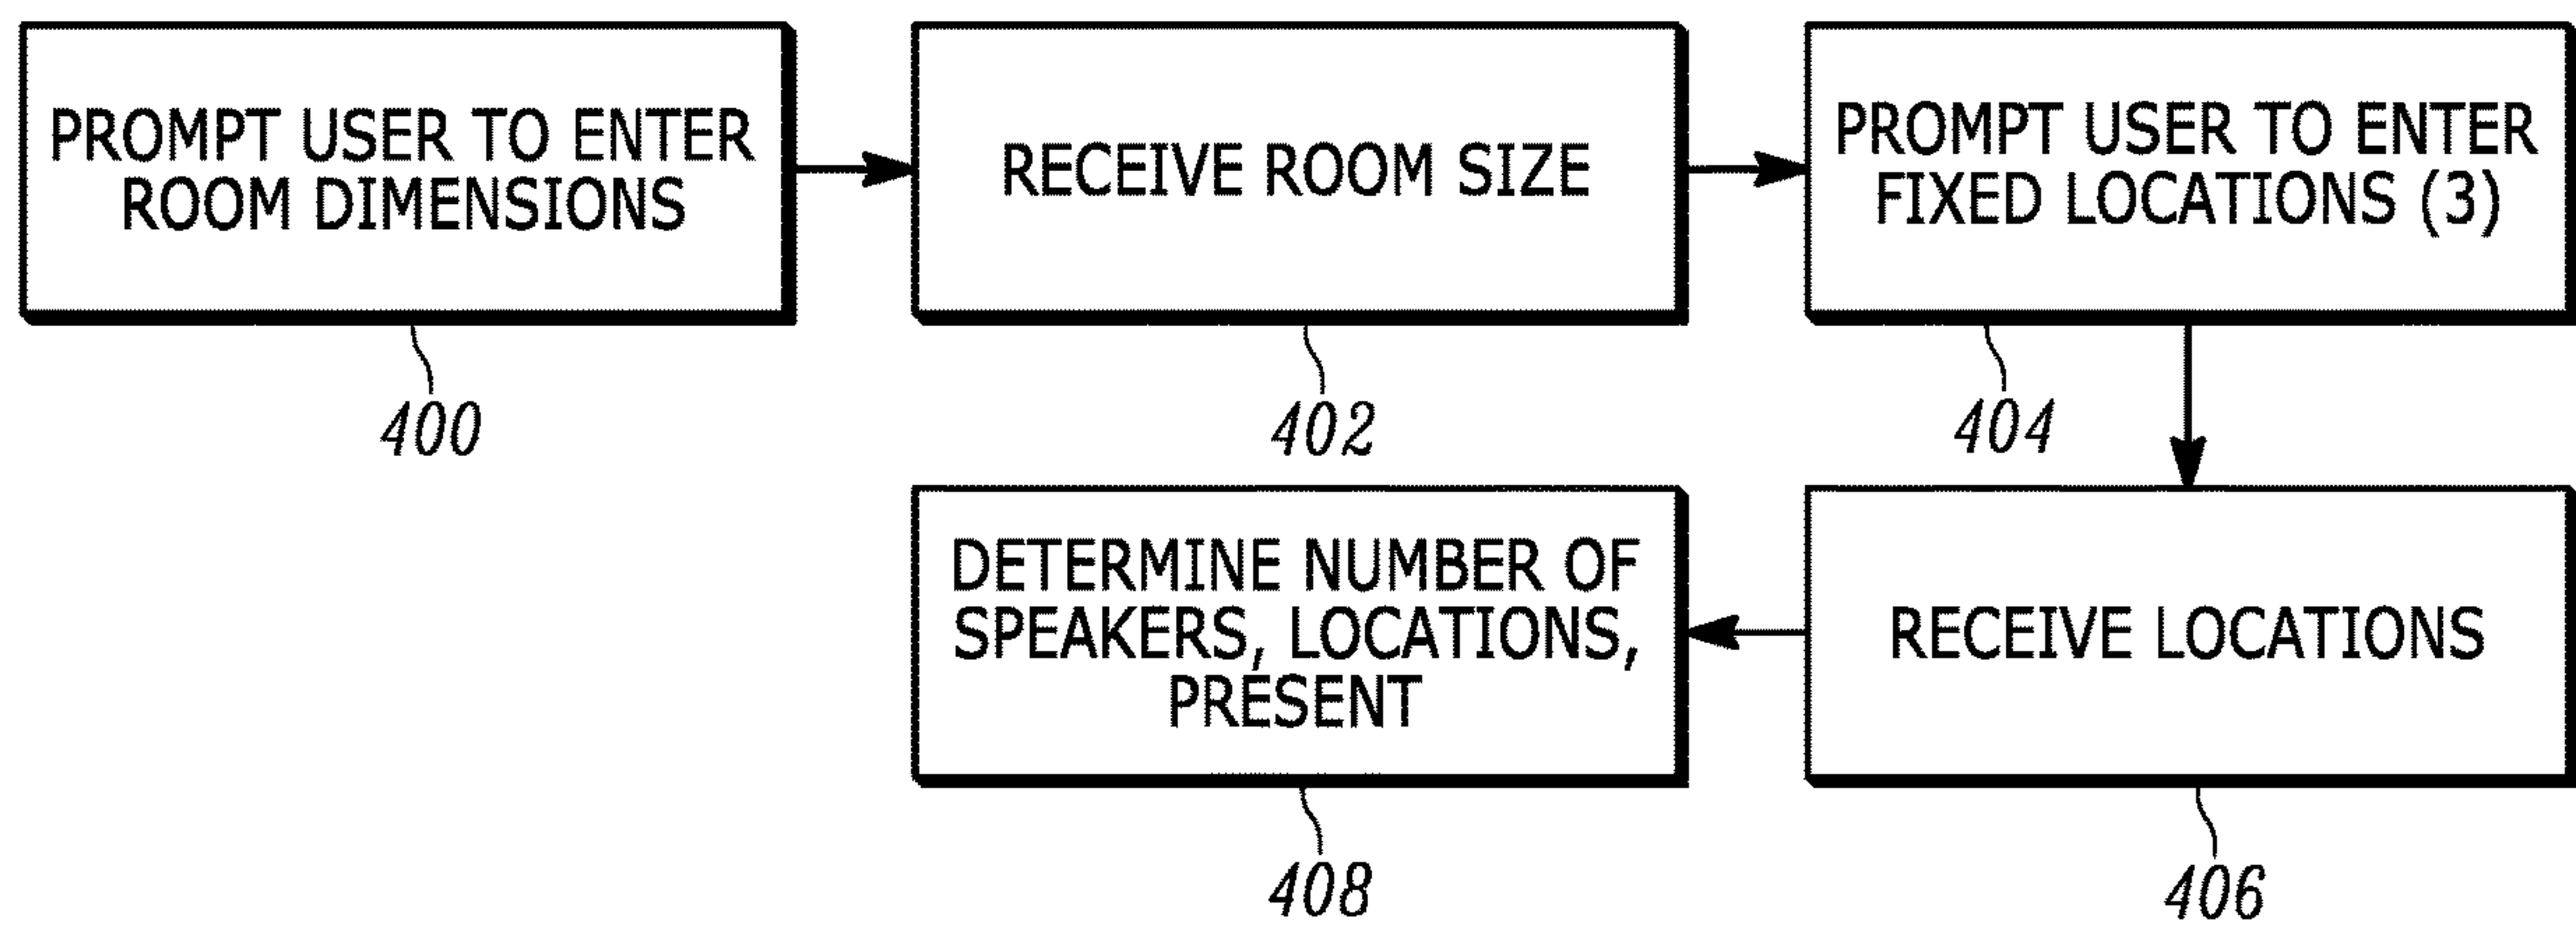 PROMPT USER TO ENTER
ROOM DIMENSIONS
400
RECEIVE ROOM SIZE
402
PROMPT USER TO ENTER
FIXED LOCATIONS (3)
404
RECEIVE LOCATIONS
406
DETERMINE NUMBER OF
SPEAKERS, LOCATIONS,
PRESENT
408